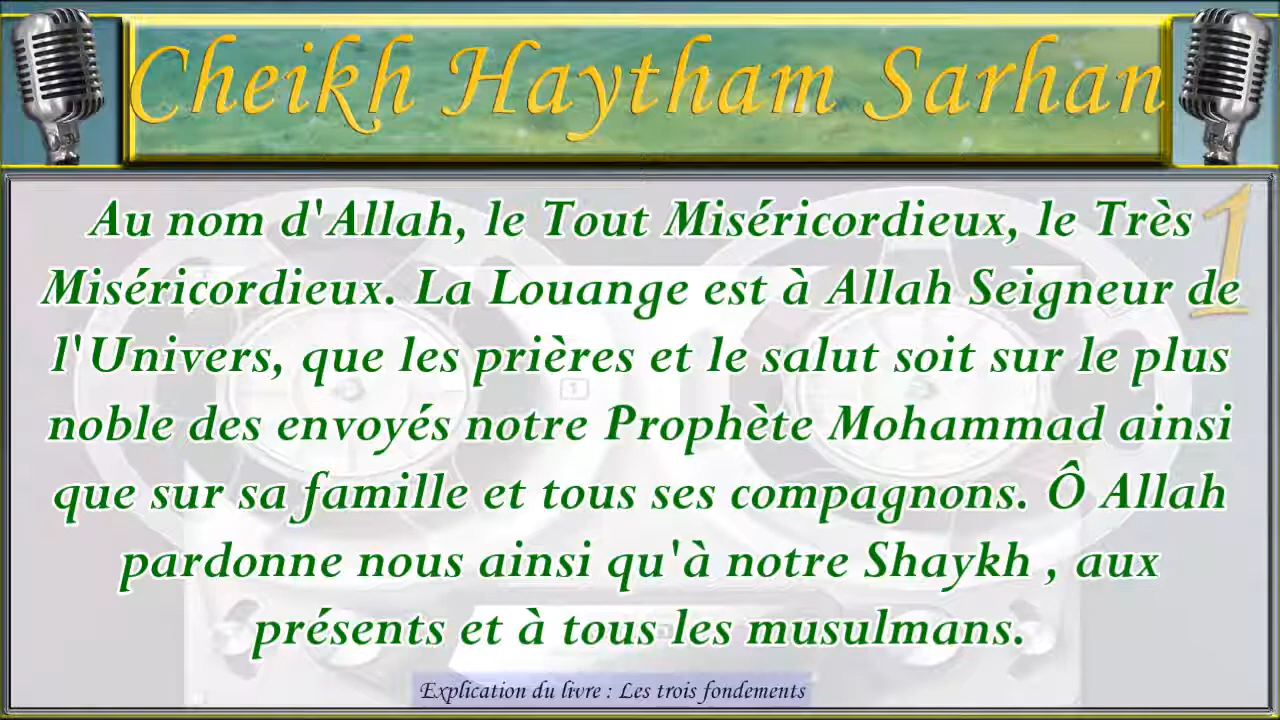 Cheikh Haytham Sarhan
1
Au nom d'Allah, le Tout Miséricordieux, le Très
Miséricordieux. La Louange est à Allah Seigneur de
l'Univers, que les prières et le salut soit sur le plus
noble des envoyés notre Prophète Mohammad ainsi
que sur sa famille et tous ses compagnons. Ô Allah
pardonne nous ainsi qu'à notre Shaykh , aux
présents et à tous les musulmans.
1
Explication du livre : Les trois fondements